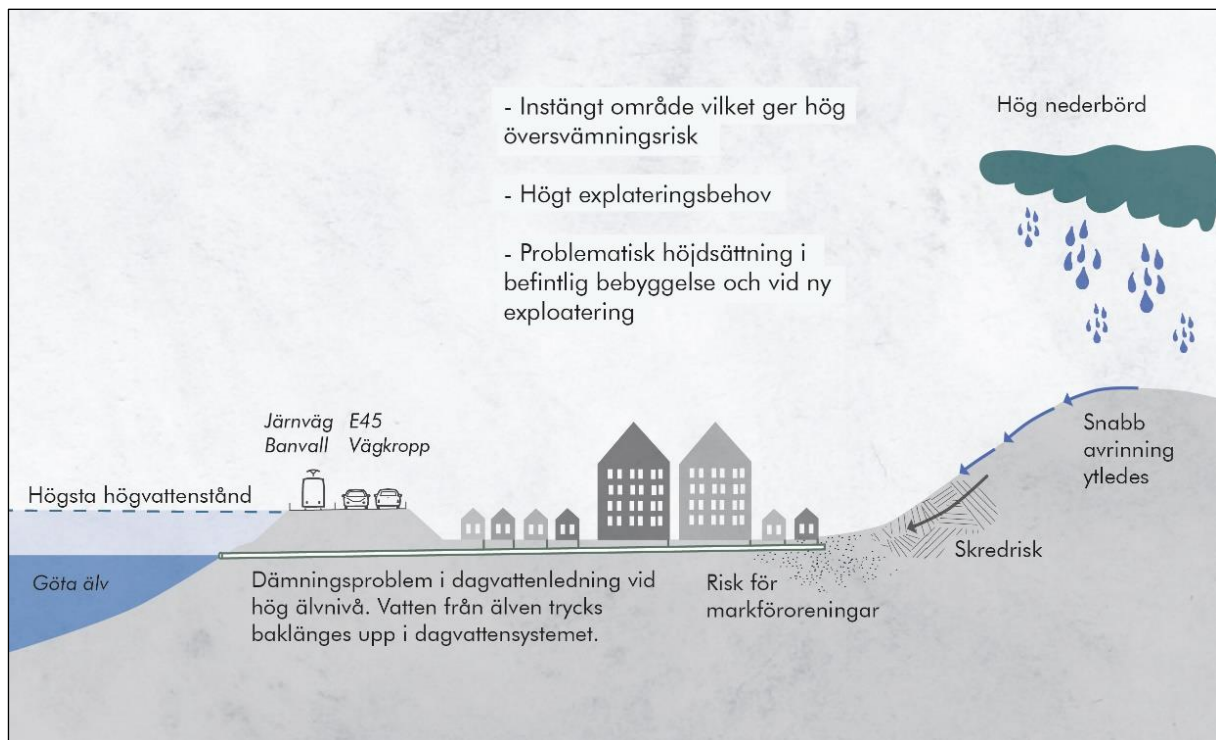 - Instängt område vilket ger hög
översvämningsrisk
- Högt explateringsbehov
- Problematisk höjdsättning i
befintlig bebyggelse och vid ny
exploatering
Hög nederbörd
Järnväg
Banvall
E45
Vägkropp
Snabb
avrinning
ytledes
Högsta högvattenstånd
Skredrisk
Göta älv
Dämningsproblem i dagvattenledning vid
hög älvnivå. Vatten från älven trycks
baklänges upp i dagvattensystemet.
Risk för
markföroreningar